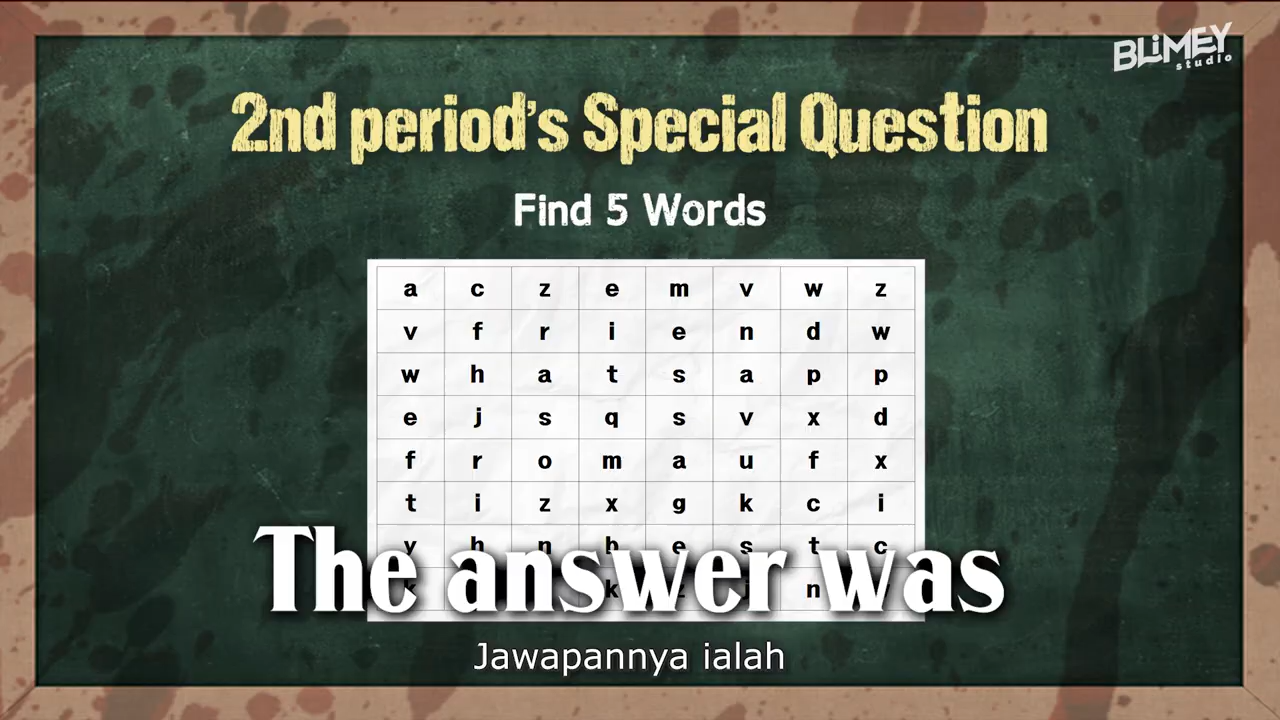 BLiMEY
studio
2nd period's Special Question
Find 5 Words
a c z e m v w z
v f r i e n d w
w h a t s a p p
e j s q s v x d
f r o m a u f x
t i z x g k c i
y h n b e s t c
k k z j n
The answer was
Jawapannya ialah